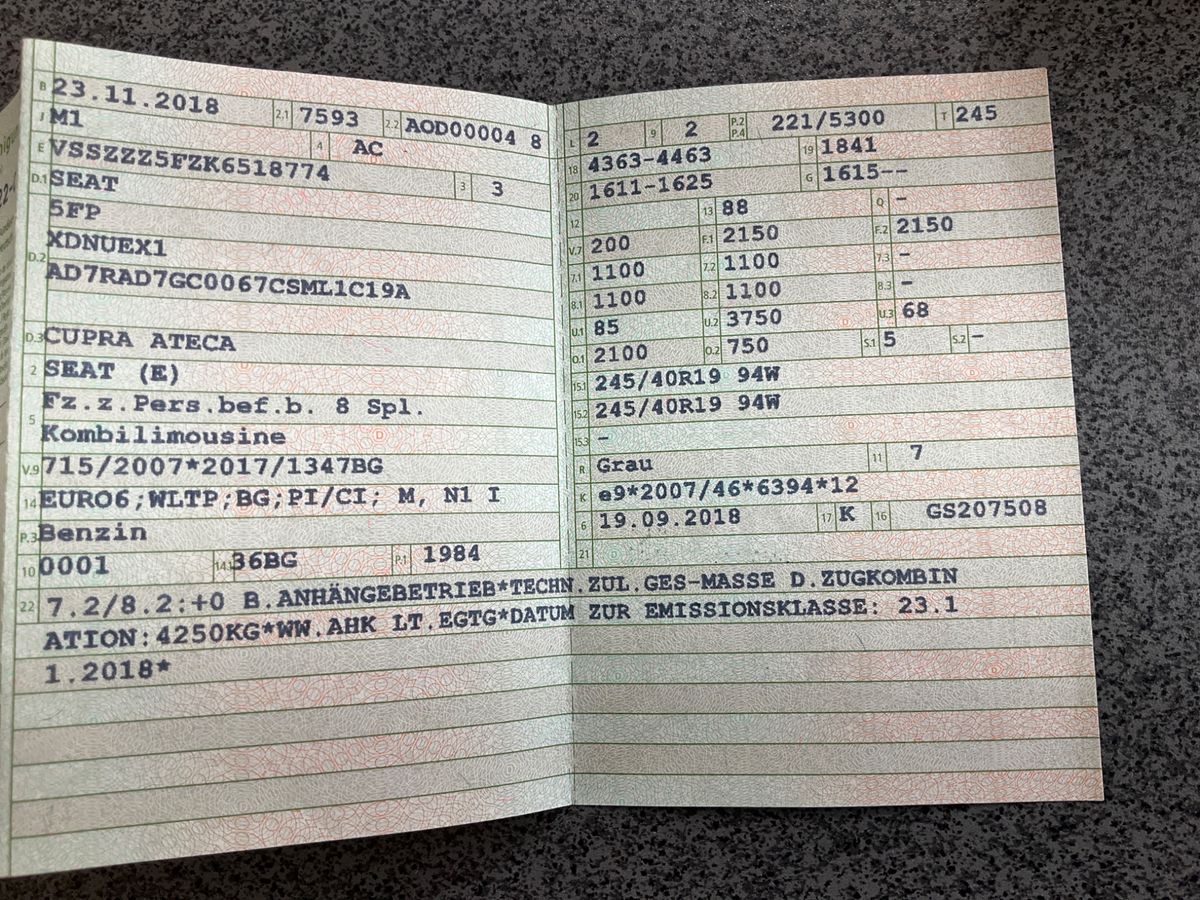 B 23.11.2018 2.1 7593 2.2 AOD00004 8
J M1 4 AC
E VSSZZZ5FZK6518774 3 3
D.1 SEAT
5FP
D.2 XDNUEX1
AD7RAD7GC0067CSML1C19A
D.3 CUPRA ATECA
2 SEAT (E)
5 Fz.z.Pers.bef.b. 8 Spl.
Kombilimousine
V.9 715/2007*2017/1347BG
14 EURO6;WLTP;BG;PI/CI; M, N1 I
P.3 Benzin
10 0001 14.1 36BG P.1 1984
L 2 9 2 P.2 P.4 221/5300 T 245
18 4363-4463 19 1841
20 1611-1625 G 1615--
12 13 88 Q -
V.7 200 F.1 2150 F.2 2150
7.1 1100 7.2 1100 7.3 -
8.1 1100 8.2 1100 8.3 -
U.1 85 U.2 3750 U.3 68
O.1 2100 O.2 750 S.1 5 S.2 -
15.1 245/40R19 94W
15.2 245/40R19 94W
15.3 -
R Grau 11 7
K e9*2007/46*6394*12
6 19.09.2018 17 K 16 GS207508
21
22 7.2/8.2:+0 B.ANHÄNGEBETRIEB*TECHN.ZUL.GES-MASSE D.ZUGKOMBIN
ATION:4250KG*WW.AHK LT.EGTG*DATUM ZUR EMISSIONSKLASSE: 23.1
1.2018*